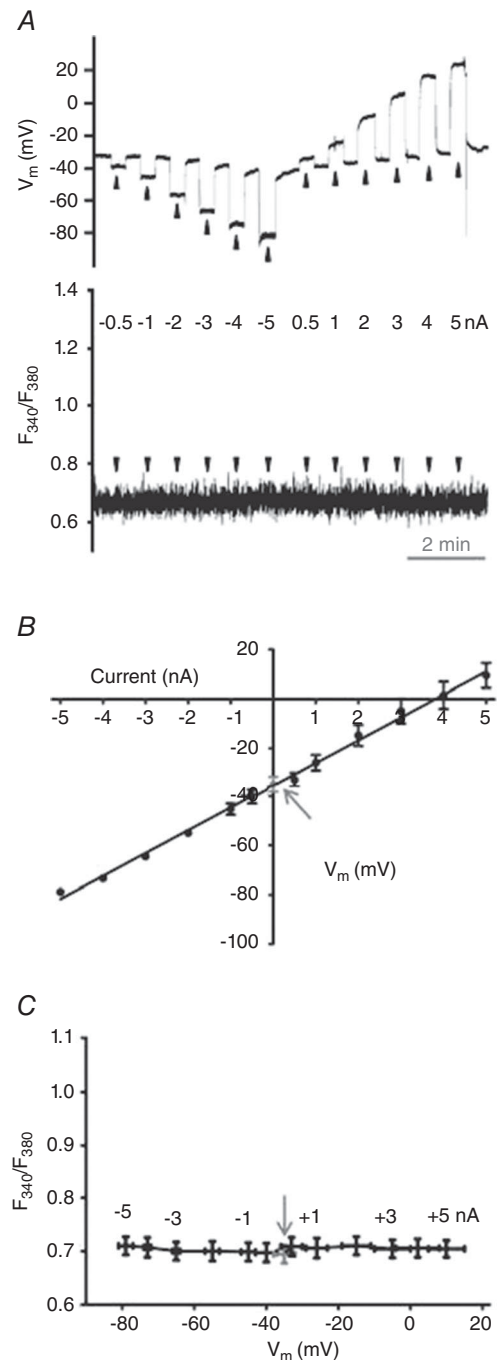 A
20
0
-20
-40
-60
-80
V_m (mV)
1.4
1.2
1.0
0.8
0.6
F_340/F_380
-0.5 -1 -2 -3 -4 -5 0.5 1 2 3 4 5 nA
2 min
B
20
Current (nA)
-5 -4 -3 -2 -1 1 2 3 4 5
-20
-40
-60
-80
-100
V_m (mV)
C
1.1
1.0
0.9
0.8
0.7
0.6
F_340/F_380
-5 -3 -1 +1 +3 +5 nA
-80 -60 -40 -20 0 20
V_m (mV)